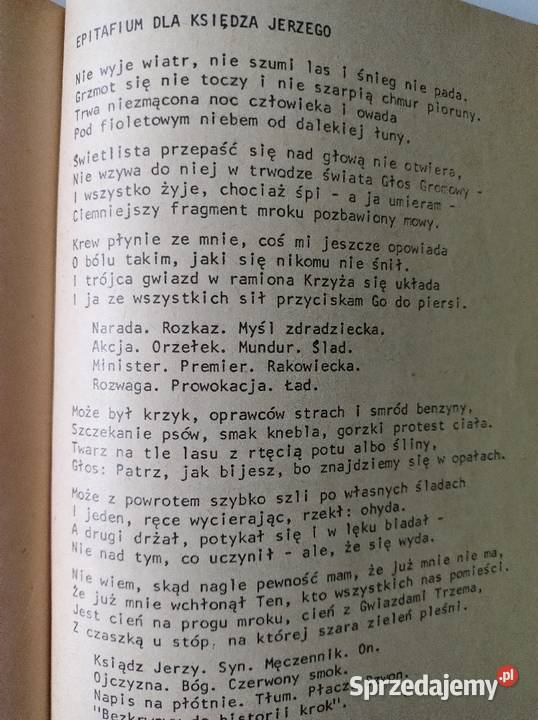 EPITAFIUM DLA KSIĘDZA JERZEGO
Nie wyje wiatr, nie szumi las i śnieg nie pada.
Grzmot się nie toczy i nie szarpią chmur pioruny.
Trwa niezmącona noc człowieka i owada
Pod fioletowym niebem od dalekiej łuny.
Świetlista przepaść się nad głową nie otwiera,
Nie wzywa do niej w trwodze świata Głos Gromowy -
I wszystko żyje, chociaż śpi - a ja umieram -
Ciemniejszy fragment mroku pozbawiony mowy.
Krew płynie ze mnie, coś mi jeszcze opowiada
O bólu takim, jaki się nikomu nie śnił.
I trójca gwiazd w ramiona Krzyża się układa
I ja ze wszystkich sił przyciskam Go do piersi.
Narada. Rozkaz. Myśl zdradziecka.
Akcja. Orzełek. Mundur. Ślad.
Minister. Premier. Rakowiecka.
Rozwaga. Prowokacja. Ład.
Może był krzyk, oprawców strach i smród benzyny,
Szczekanie psów, smak knebla, gorzki protest ciała.
Twarz na tle lasu z rtęcią potu albo śliny,
Głos: Patrz, jak bijesz, bo znajdziemy się w opałach.
Może z powrotem szybko szli po własnych śladach
I jeden, ręce wycierając, rzekł: ohyda.
A drugi drżał, potykał się i w lęku biadał -
Nie nad tym, co uczynił - ale, że się wyda.
Nie wiem, skąd nagle pewność mam, że już mnie nie ma,
Że już mnie wchłonął Ten, kto wszystkich nas pomieści.
Jest cień na progu mroku, cień z Gwiazdami Trzema,
Z czaszką u stóp, na której szara zieleń pleśni.
Ksiądz Jerzy. Syn. Męczennik. On.
Ojczyzna. Bóg. Czerwony smok.
Napis na płótnie. Tłum. Płacz. Dzwon.
"Bezkrwawy do historii krok".
Sprzedajemy.pl